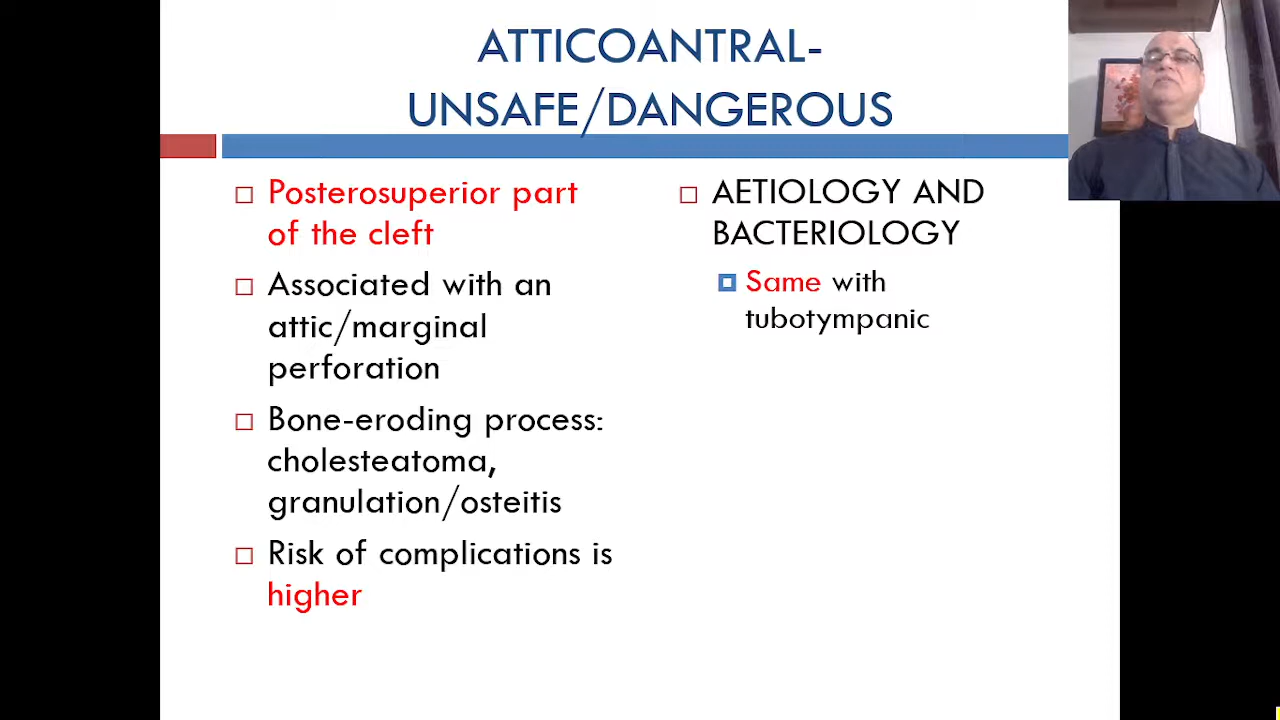 ATTICOANTRAL-
UNSAFE/DANGEROUS
Posterosuperior part
of the cleft
Associated with an
attic/marginal
perforation
Bone-eroding process:
cholesteatoma,
granulation/osteitis
Risk of complications is
higher
AETIOLOGY AND
BACTERIOLOGY
Same with
tubotympanic